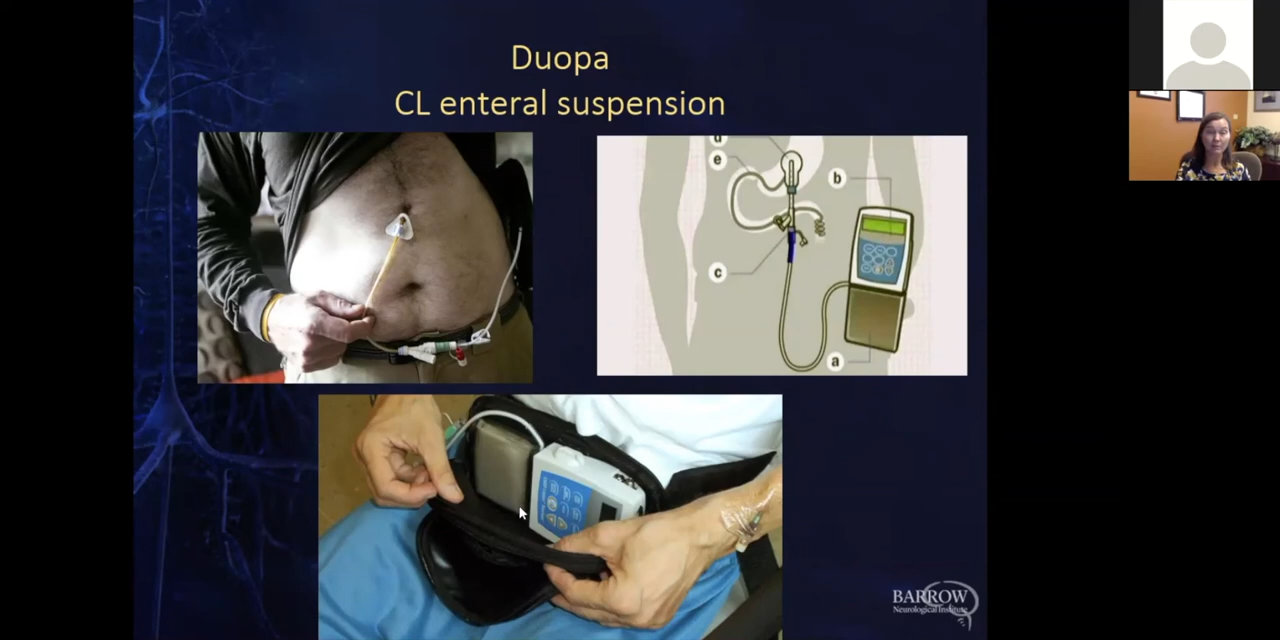 Duopa
CL enteral suspension
d
e
b
c
a
BARROW
Neurological Institute